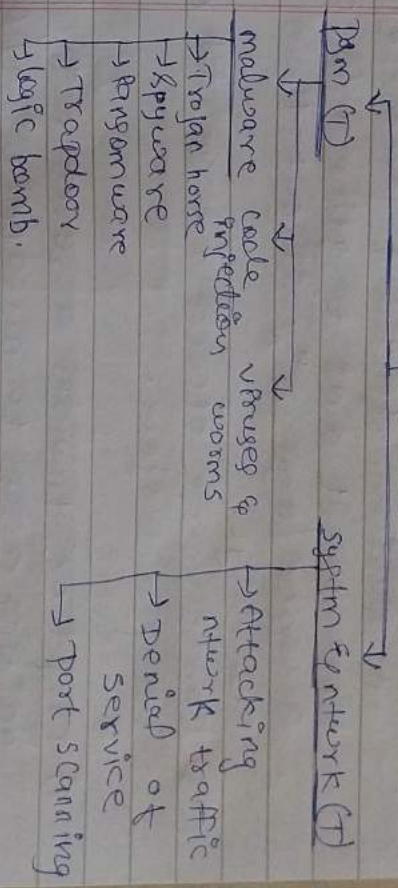 Pgm (T)
System & ntwrk (T)
malware
code
injection
viruses &
worms
→ Trojan horse
→ Spyware
→ Ransomware
→ Trapdoor
→ Logic bomb.
→ Attacking
ntwrk traffic
→ Denial of
service
→ port scanning